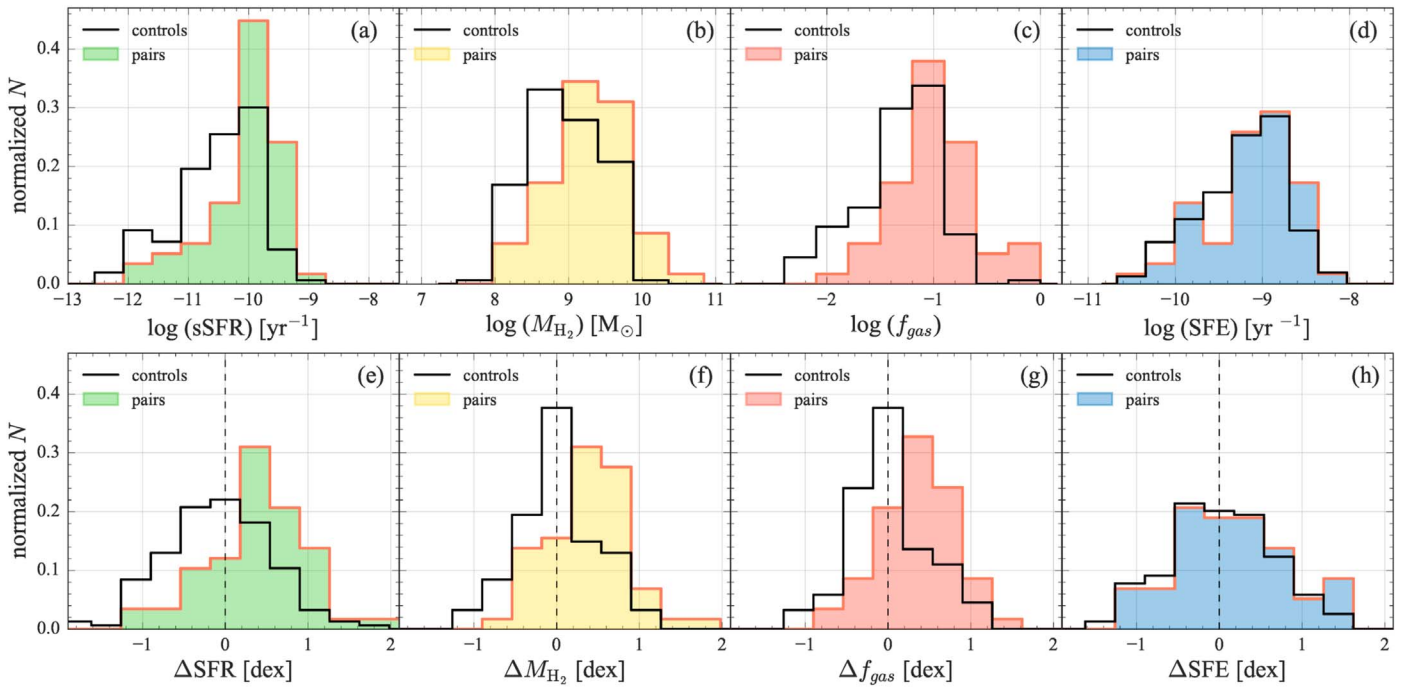 controls
pairs
(a)
controls
pairs
(b)
controls
pairs
(c)
controls
pairs
(d)
normalized N
0.4
0.3
0.2
0.1
0.0
−13 −12 −11 −10 −9 −8
7 8 9 10 11
−2 −1 0
−11 −10 −9 −8
log (sSFR) [yr⁻¹]
log (M_H₂) [M_⊙]
log (f_gas)
log (SFE) [yr ⁻¹]
controls
pairs
(e)
controls
pairs
(f)
controls
pairs
(g)
controls
pairs
(h)
normalized N
0.4
0.3
0.2
0.1
0.0
−1 0 1 2
−1 0 1 2
−1 0 1 2
−1 0 1 2
ΔSFR [dex]
ΔM_H₂ [dex]
Δf_gas [dex]
ΔSFE [dex]